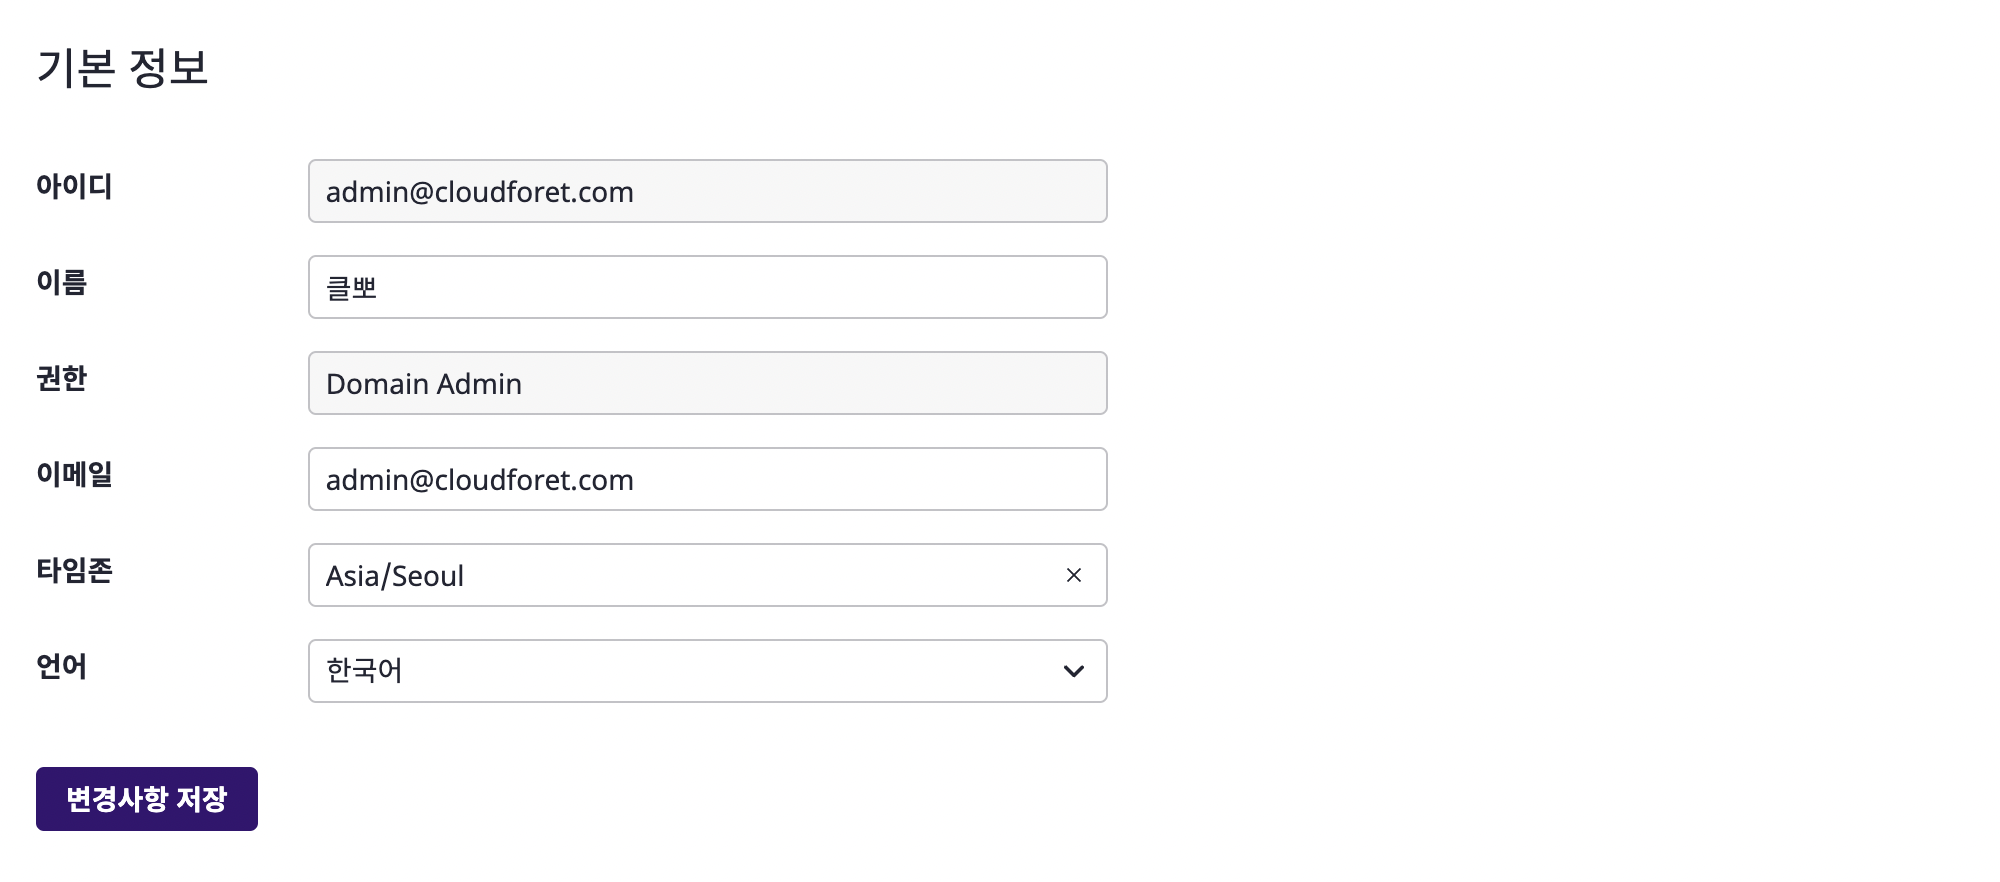 기본 정보
아이디 admin@cloudforet.com
이름 클뽀
권한 Domain Admin
이메일 admin@cloudforet.com
타임존 Asia/Seoul
언어 한국어
변경사항 저장